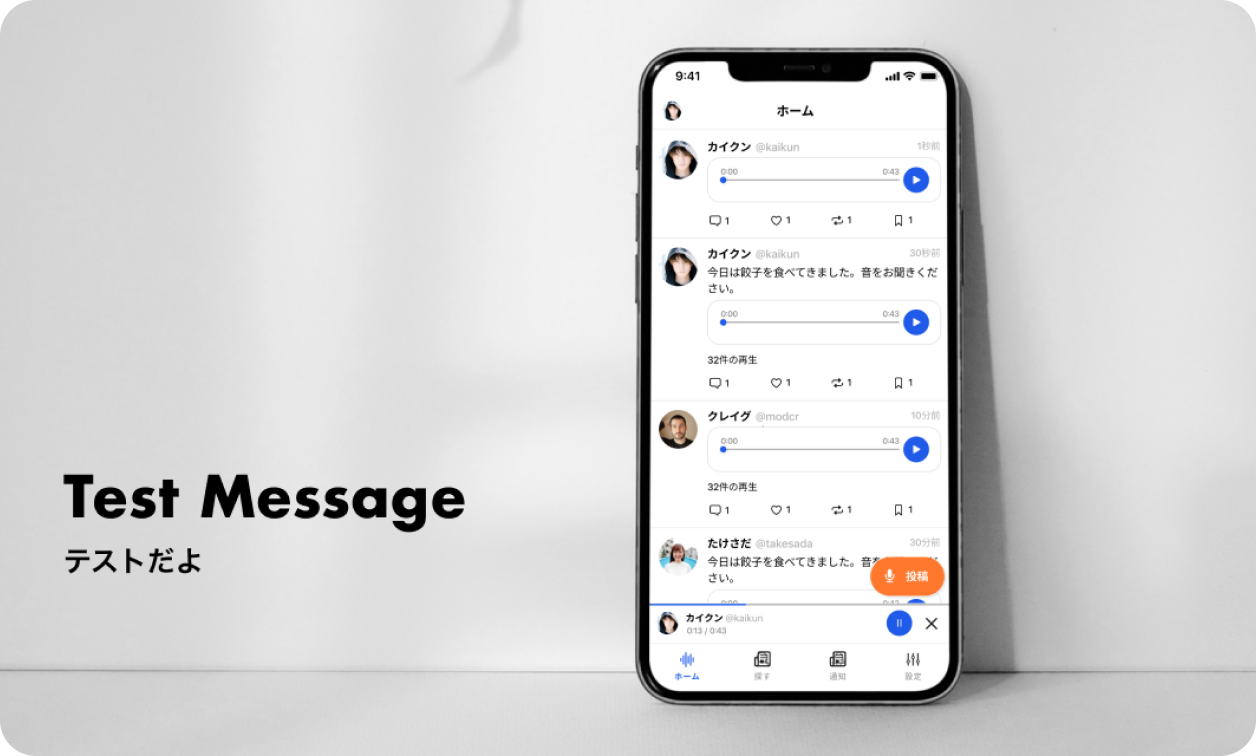 Test Message
テストだよ
9:41
ホーム
カイクン @kaikun 1秒前
0:00 0:43
1 1 1 1
カイクン @kaikun 30秒前
今日は餃子を食べてきました。音をお聞きくだ
さい。
0:00 0:43
32件の再生
1 1 1 1
クレイグ @modcr 10分前
0:00 0:43
32件の再生
1 1 1 1
たけさだ @takesada 30分前
今日は餃子を食べてきました。音を
さい。
投稿
カイクン @kaikun
0:13 / 0:43
ホーム 探す 通知 設定